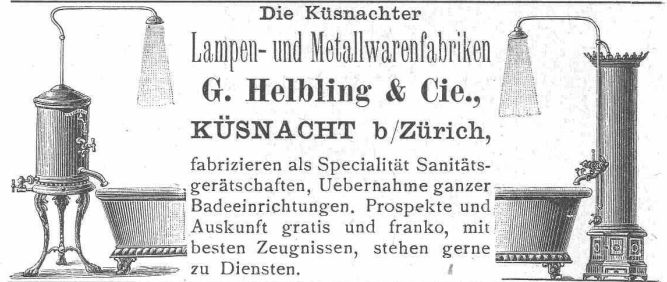 Die Küsnachter
Lampen- und Metallwarenfabriken
G. Helbling & Cie.,
KÜSNACHT b/Zürich,
fabrizieren als Specialität Sanitäts-
gerätschaften, Uebernahme ganzer
Badeeinrichtungen. Prospekte und
Auskunft gratis und franko, mit
besten Zeugnissen, stehen gerne
zu Diensten.